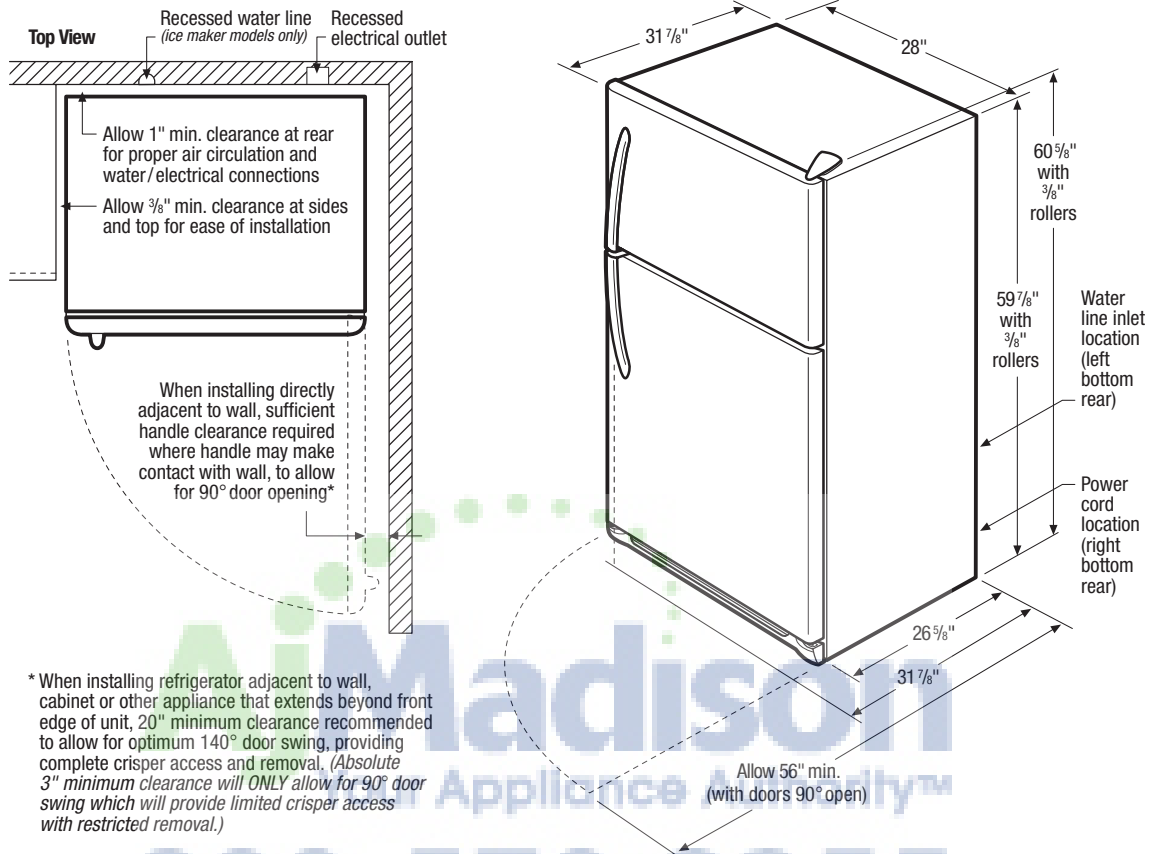 Top View
Recessed water line
(ice maker models only)
Recessed
electrical outlet
Allow 1" min. clearance at rear
for proper air circulation and
water/electrical connections
Allow 3/8" min. clearance at sides
and top for ease of installation
When installing directly
adjacent to wall, sufficient
handle clearance required
where handle may make
contact with wall, to allow
for 90° door opening*
* When installing refrigerator adjacent to wall,
cabinet or other appliance that extends beyond front
edge of unit, 20" minimum clearance recommended
to allow for optimum 140° door swing, providing
complete crisper access and removal. (Absolute
3" minimum clearance will ONLY allow for 90° door
swing which will provide limited crisper access
with restricted removal.)
31 7/8"
28"
60 5/8"
with
3/8"
rollers
59 7/8"
with
3/8"
rollers
Water
line inlet
location
(left
bottom
rear)
Power
cord
location
(right
bottom
rear)
26 5/8"
31 7/8"
Allow 56" min.
(with doors 90° open)
AjMadison
Your Appliance Authority™